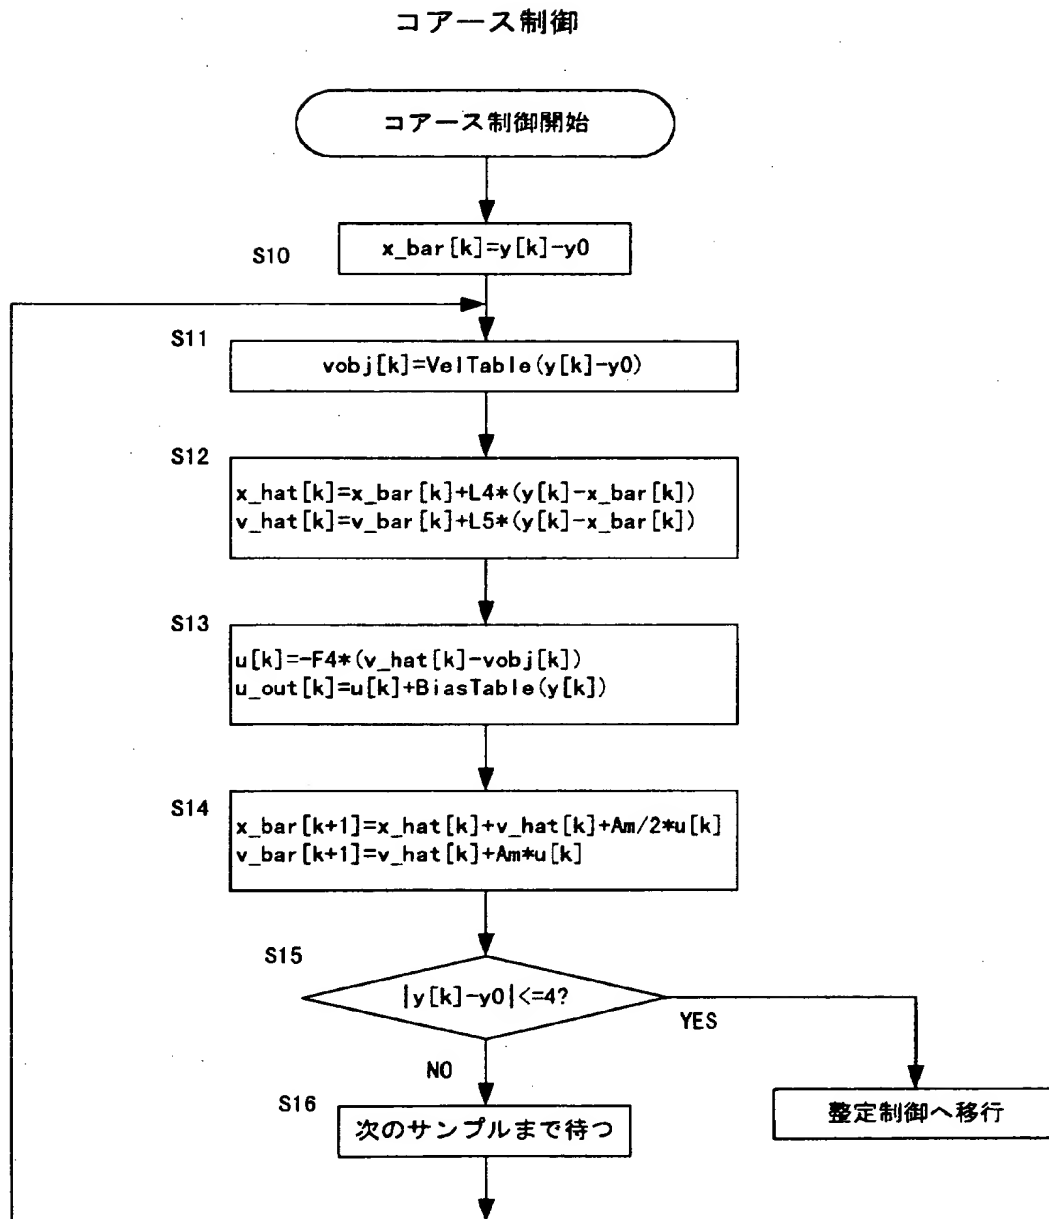 コアース制御
コアース制御開始
S10
x_bar[k]=y[k]-y0
S11
vobj[k]=VelTable(y[k]-y0)
S12
x_hat[k]=x_bar[k]+L4*(y[k]-x_bar[k])
v_hat[k]=v_bar[k]+L5*(y[k]-x_bar[k])
S13
u[k]=-F4*(v_hat[k]-vobj[k])
u_out[k]=u[k]+BiasTable(y[k])
S14
x_bar[k+1]=x_hat[k]+v_hat[k]+Am/2*u[k]
v_bar[k+1]=v_hat[k]+Am*u[k]
S15
|y[k]-y0|<=4?
YES
NO
S16
次のサンプルまで待つ
整定制御へ移行